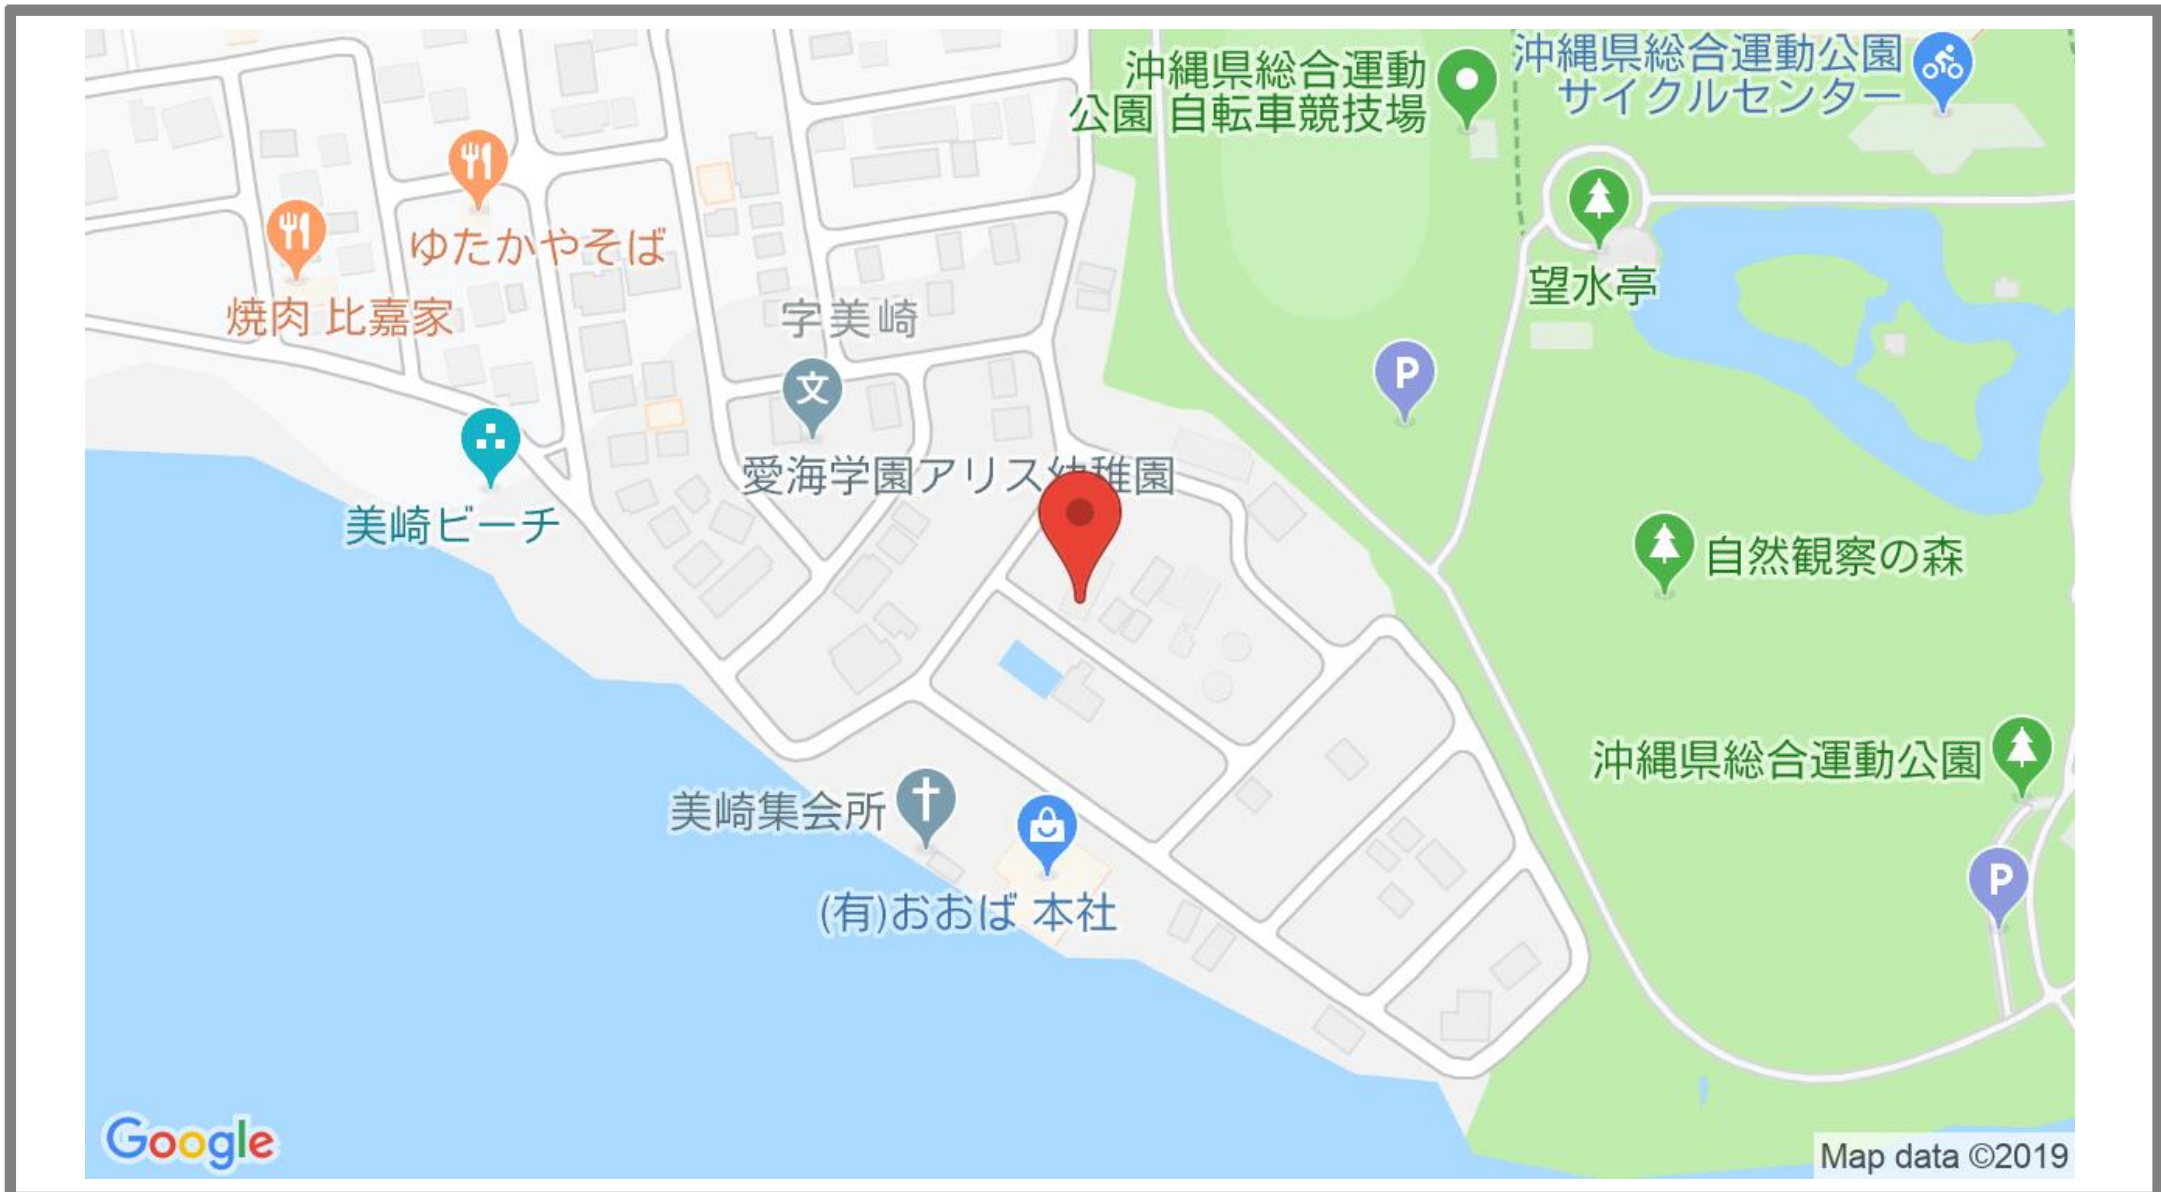 沖縄県総合運動
公園 自転車競技場
沖縄県総合運動公園
サイクルセンター
ゆたかやそば
焼肉 比嘉家
望水亭
字美崎
P
文
愛海学園アリス幼稚園
美崎ビーチ
自然観察の森
沖縄県総合運動公園
美崎集会所
P
(有)おおば 本社
Google
Map data ©2019